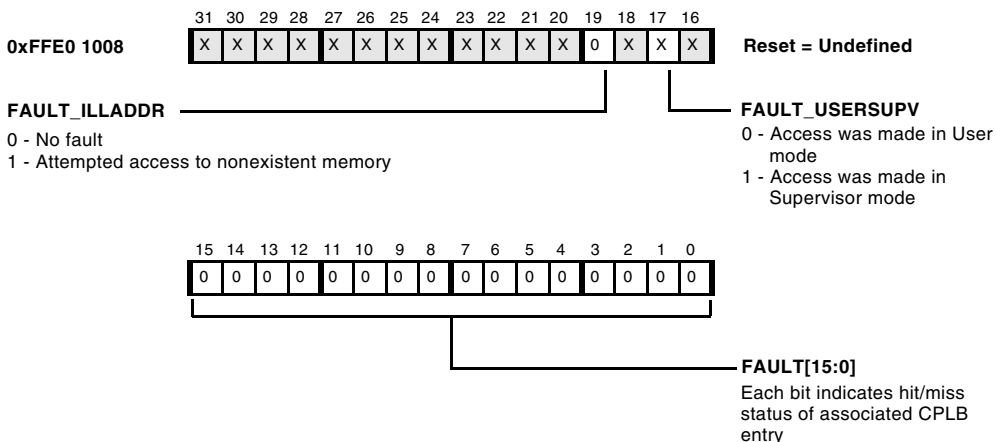 31 30 29 28 27 26 25 24 23 22 21 20 19 18 17 16
0xFFE0 1008 X X X X X X X X X X X X 0 X X X Reset = Undefined
FAULT_ILLADDR
0 - No fault
1 - Attempted access to nonexistent memory
FAULT_USERSUPV
0 - Access was made in User
mode
1 - Access was made in
Supervisor mode
15 14 13 12 11 10 9 8 7 6 5 4 3 2 1 0
0 0 0 0 0 0 0 0 0 0 0 0 0 0 0 0
FAULT[15:0]
Each bit indicates hit/miss
status of associated CPLB
entry